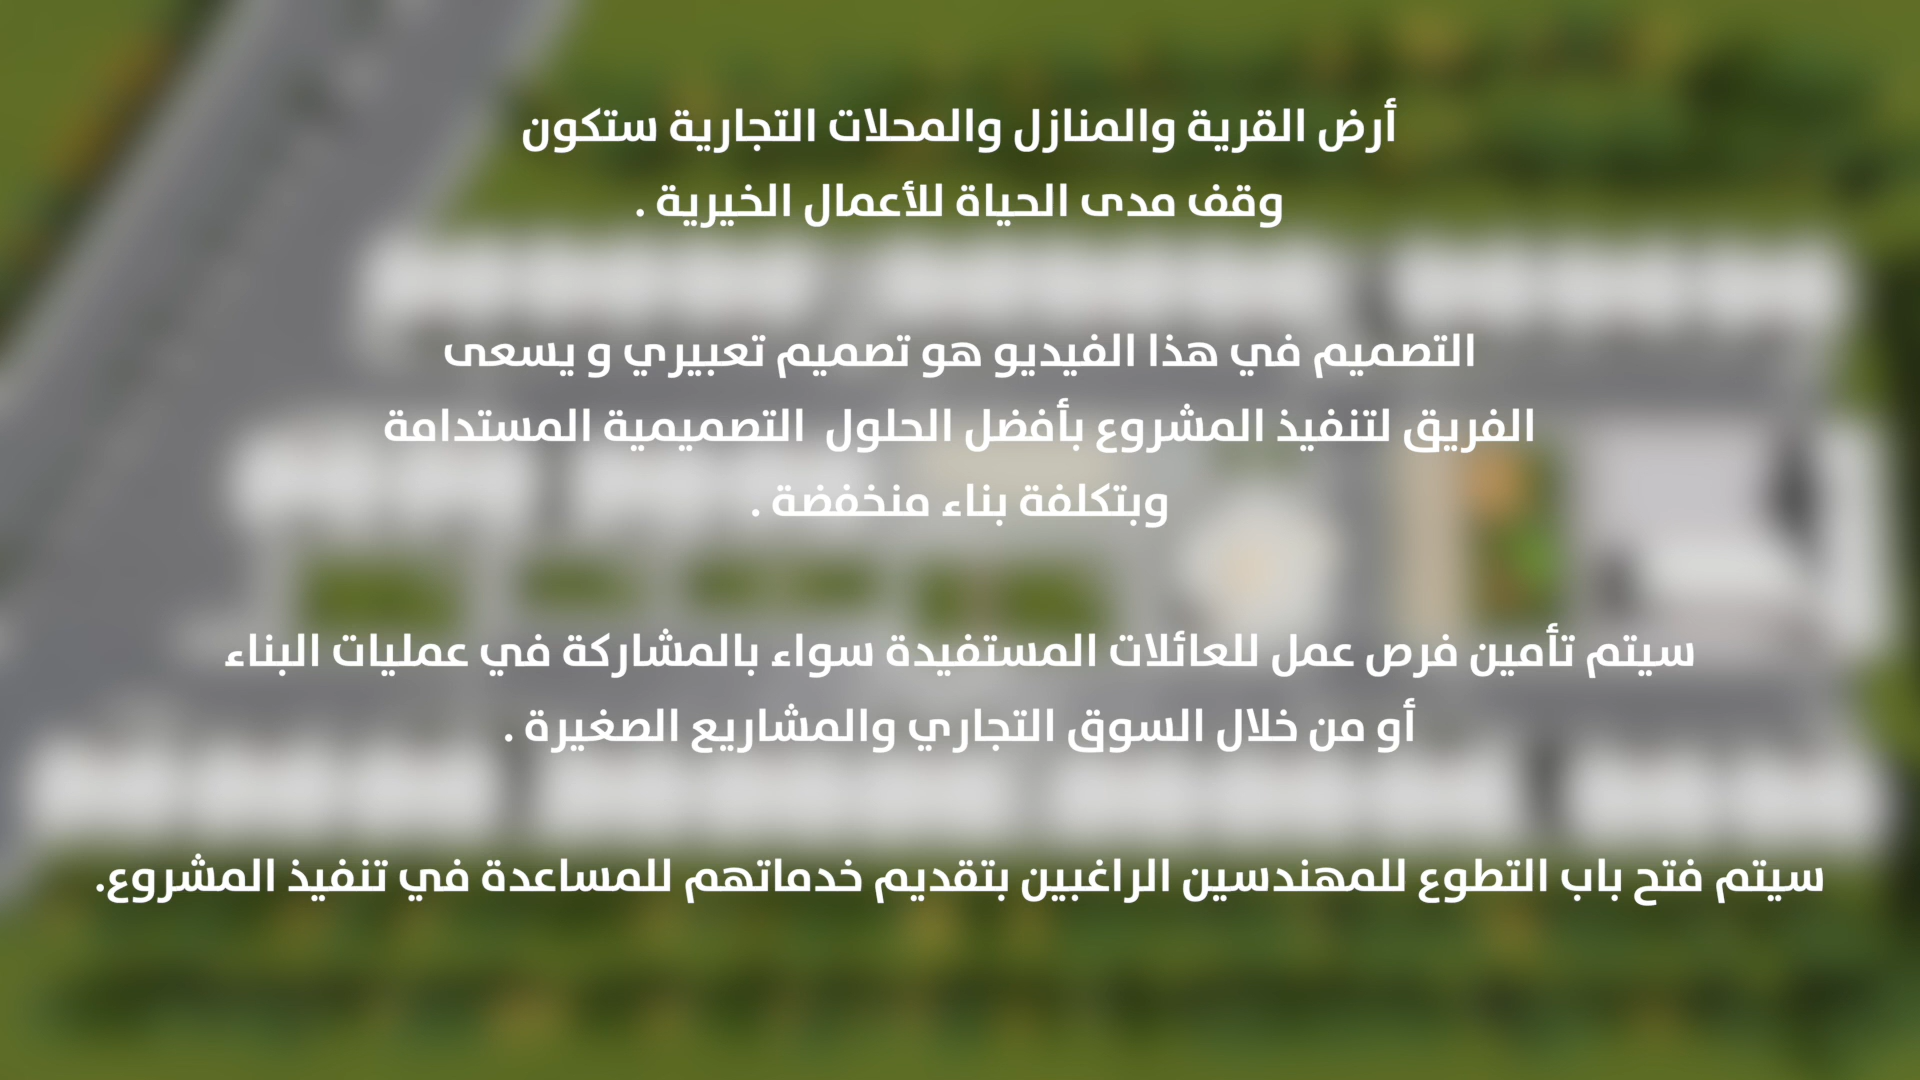 أرض القرية والمنازل والمحلات التجارية ستكون
وقف مدى الحياة للأعمال الخيرية .
التصميم في هذا الفيديو هو تصميم تعبيري و يسعى
الفريق لتنفيذ المشروع بأفضل الحلول التصميمية المستدامة
وبتكلفة بناء منخفضة .
سيتم تأمين فرص عمل للعائلات المستفيدة سواء بالمشاركة في عمليات البناء
أو من خلال السوق التجاري والمشاريع الصغيرة .
سيتم فتح باب التطوع للمهندسين الراغبين بتقديم خدماتهم للمساعدة في تنفيذ المشروع.